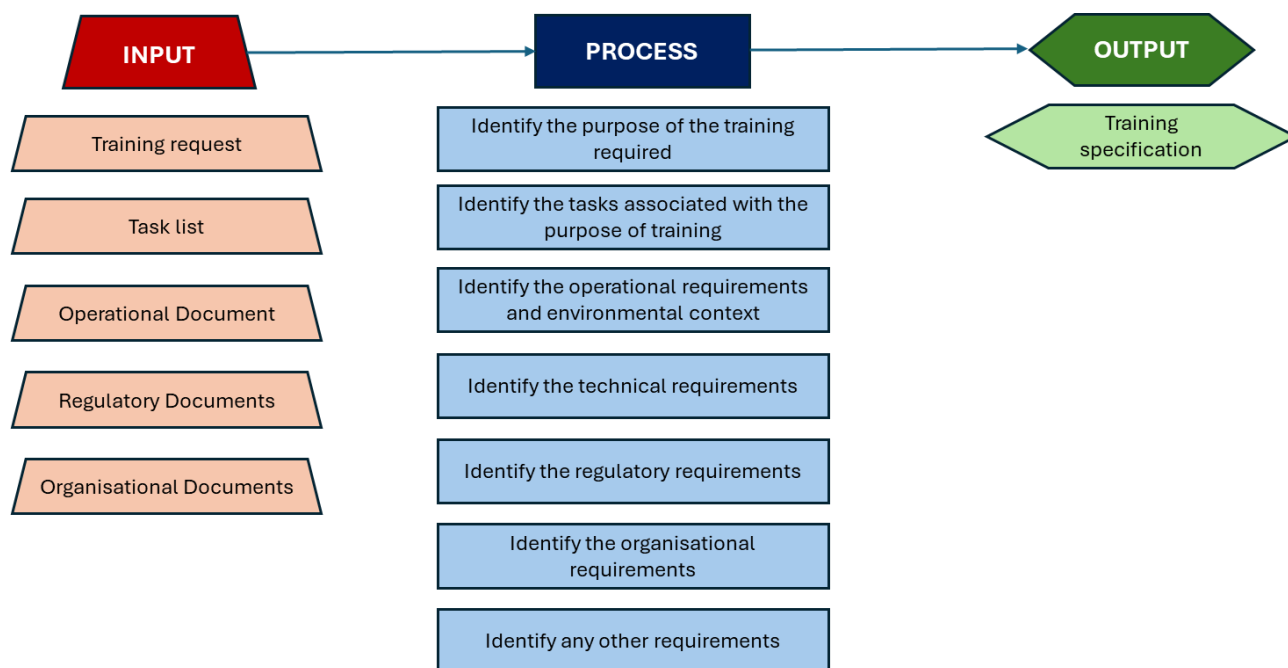 INPUT
PROCESS
OUTPUT
Training request
Task list
Operational Document
Regulatory Documents
Organisational Documents
Identify the purpose of the training
required
Identify the tasks associated with the
purpose of training
Identify the operational requirements
and environmental context
Identify the technical requirements
Identify the regulatory requirements
Identify the organisational
requirements
Identify any other requirements
Training
specification